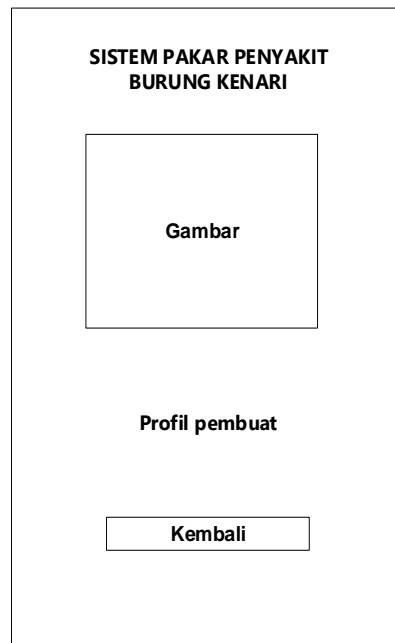 SISTEM PAKAR PENYAKIT
BURUNG KENARI
Gambar
Profil pembuat
Kembali